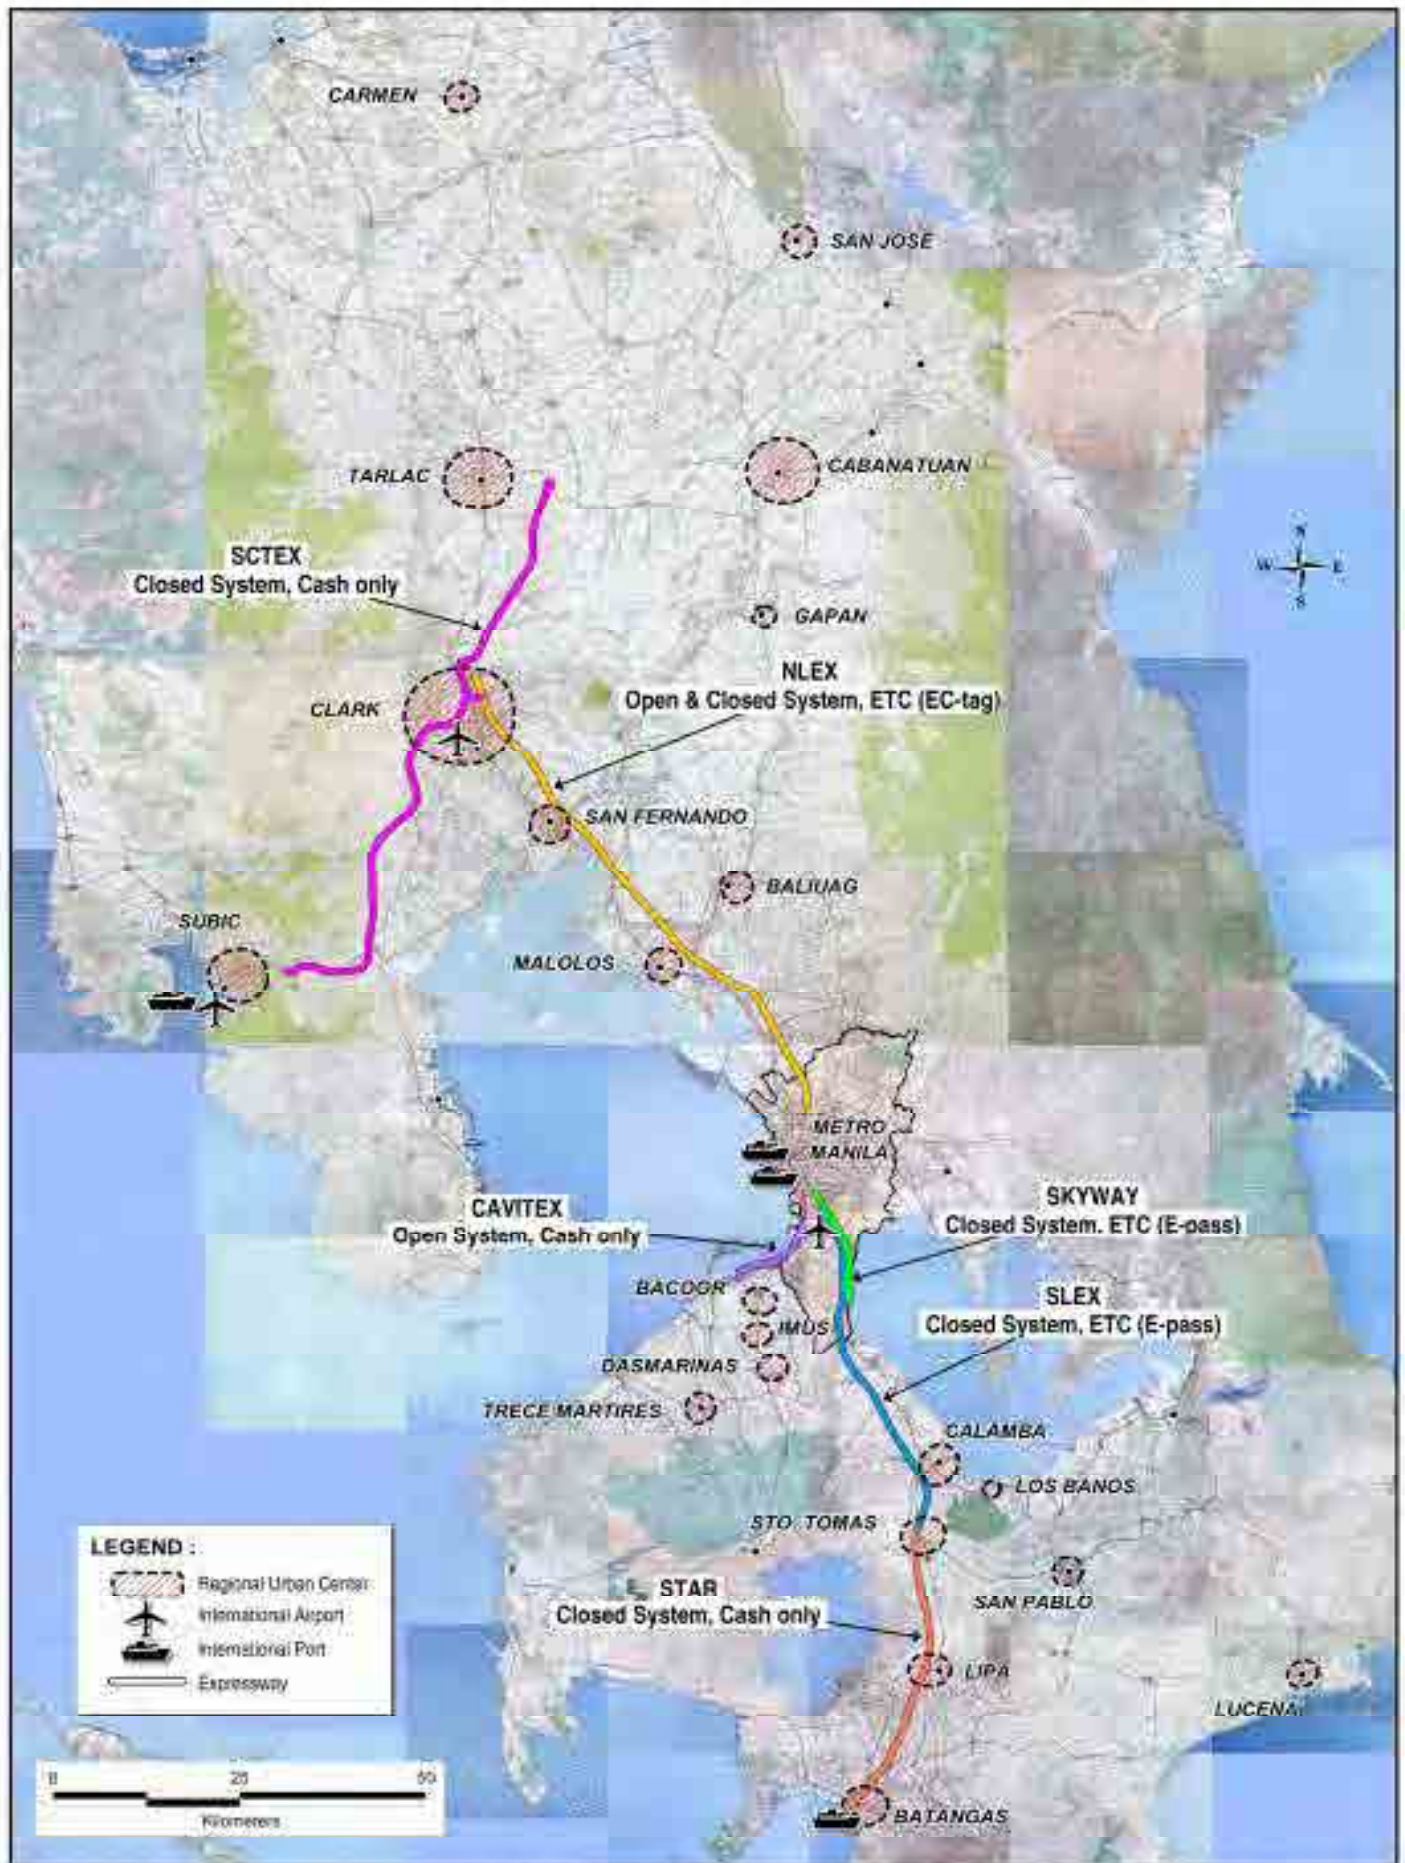 CARMEN
SAN JOSE
TARLAC
CABANATUAN
SCTEX
Closed System, Cash only
N
W E
S
GAPAN
NLEX
Open & Closed System, ETC (EC-tag)
CLARK
SAN FERNANDO
BALIUAG
SUBIC
MALOLOS
METRO
MANILA
SKYWAY
Closed System. ETC (E-pass)
CAVITEX
Open System, Cash only
BACOOR
SLEX
Closed System, ETC (E-pass)
IMUS
DASMARINAS
TRECE MARTIRES
CALAMBA
LOS BANOS
STO. TOMAS
LEGEND :
Regional Urban Center
International Airport
International Port
Expressway
STAR
Closed System, Cash only
SAN PABLO
LIPA
LUCENA
0 25 50
Kilometers
BATANGAS